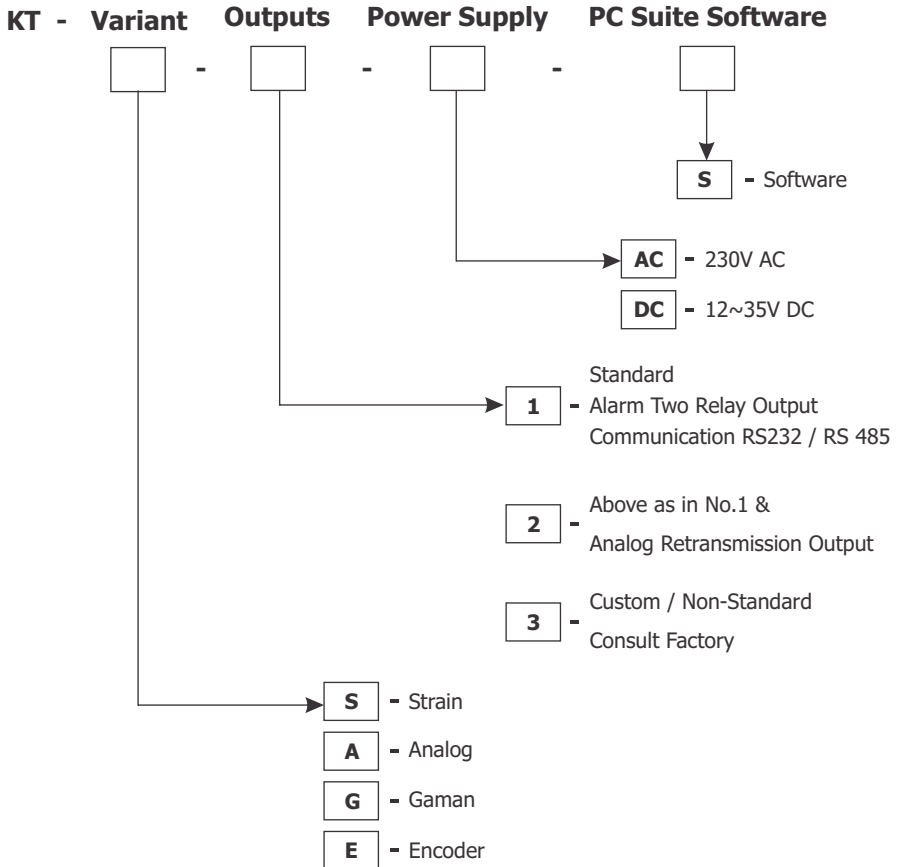 KT - Variant Outputs Power Supply PC Suite Software
- - -
S - Software
AC - 230V AC
DC - 12~35V DC
Standard
1 - Alarm Two Relay Output
Communication RS232 / RS 485
Above as in No.1 &
2 -
Analog Retransmission Output
Custom / Non-Standard
3 -
Consult Factory
S - Strain
A - Analog
G - Gaman
E - Encoder